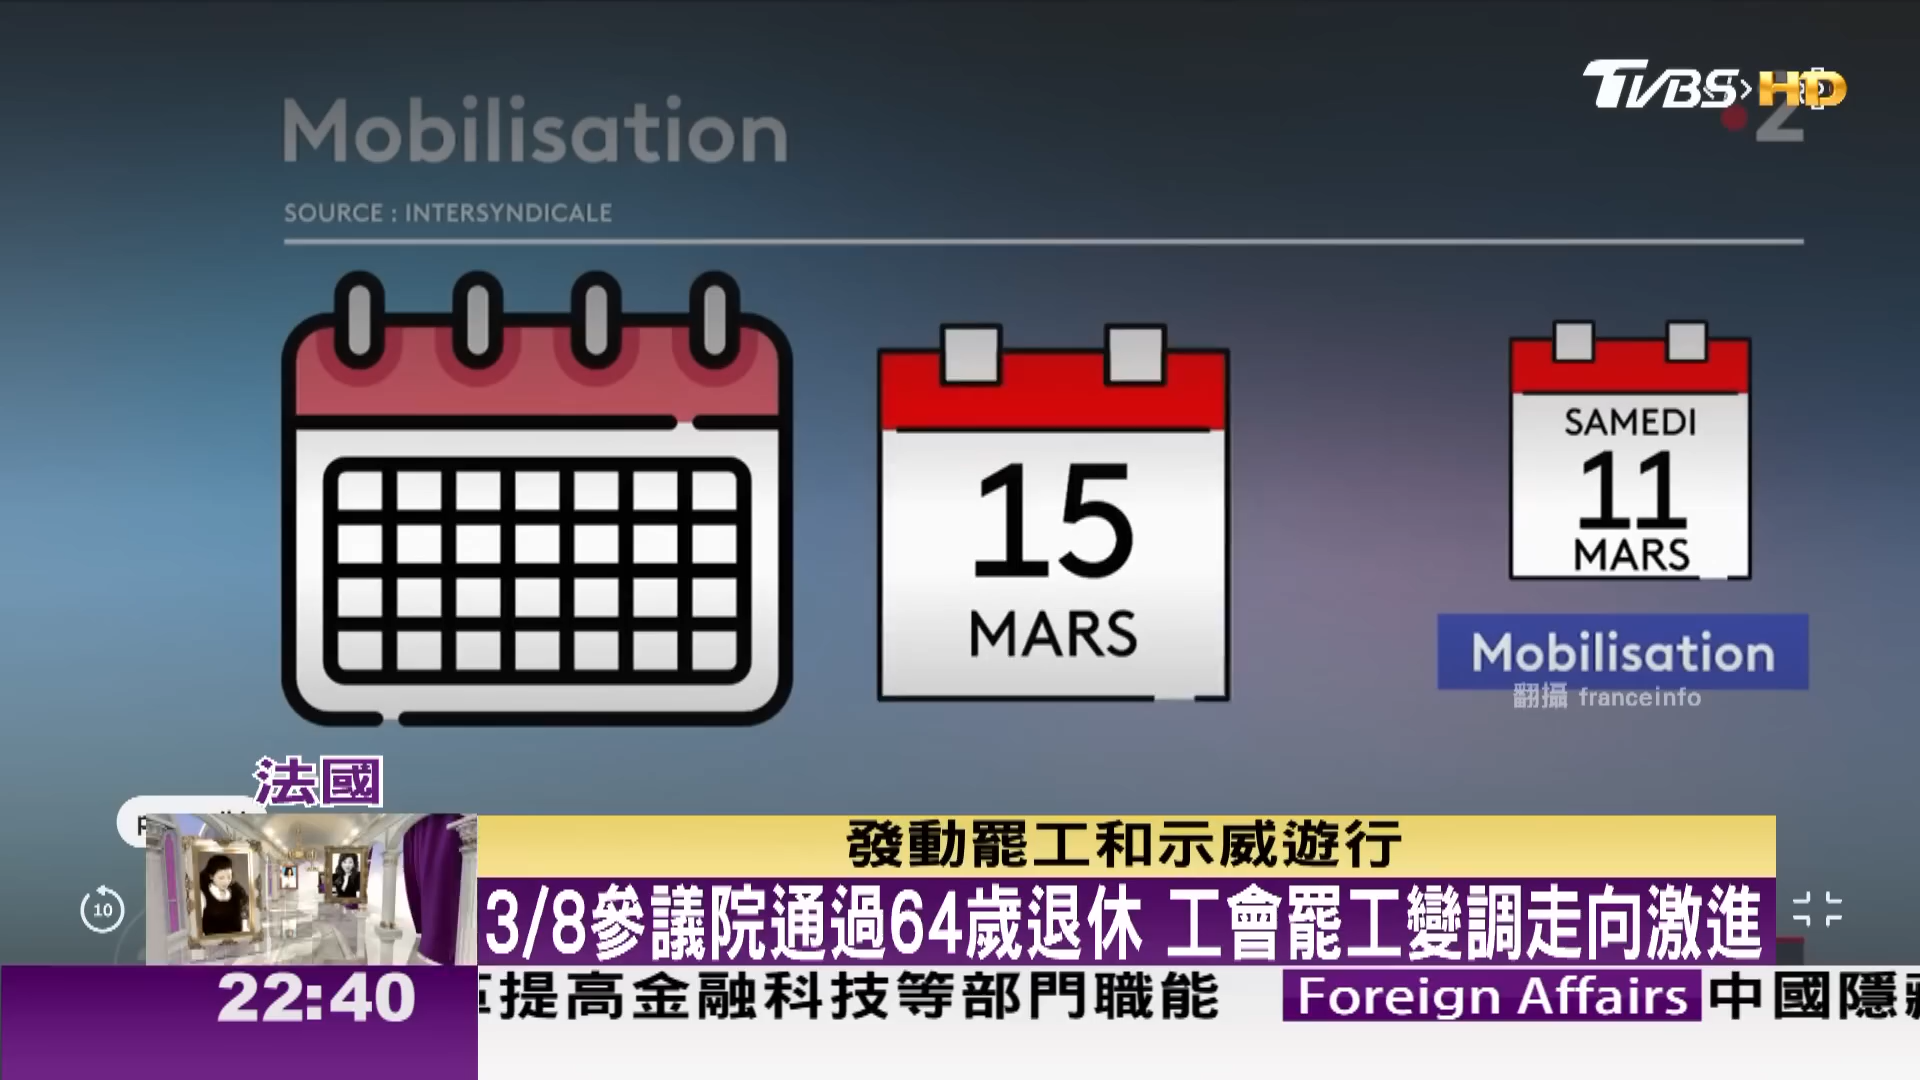 TVBS HD
2
Mobilisation
SOURCE : INTERSYNDICALE
15
MARS
SAMEDI
11
MARS
Mobilisation
翻攝 franceinfo
法國
發動罷工和示威遊行
10
3/8參議院通過64歲退休 工會罷工變調走向激進
22:40
提高金融科技等部門職能 Foreign Affairs 中國隱